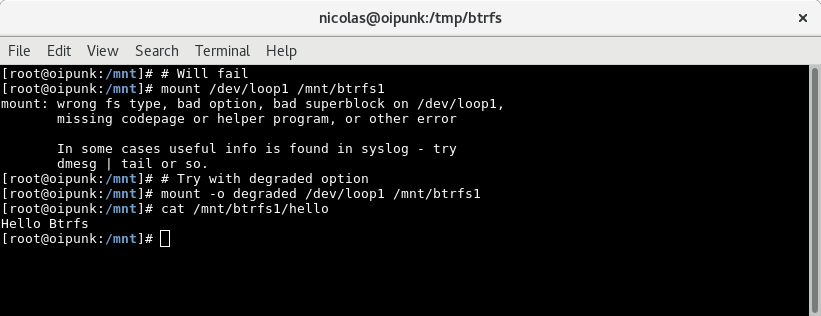 nicolas@oipunk:/tmp/btrfs
File Edit View Search Terminal Help
[root@oipunk:/mnt]# # Will fail
[root@oipunk:/mnt]# mount /dev/loop1 /mnt/btrfs1
mount: wrong fs type, bad option, bad superblock on /dev/loop1,
       missing codepage or helper program, or other error

       In some cases useful info is found in syslog - try
       dmesg | tail or so.
[root@oipunk:/mnt]# # Try with degraded option
[root@oipunk:/mnt]# mount -o degraded /dev/loop1 /mnt/btrfs1
[root@oipunk:/mnt]# cat /mnt/btrfs1/hello
Hello Btrfs
[root@oipunk:/mnt]#